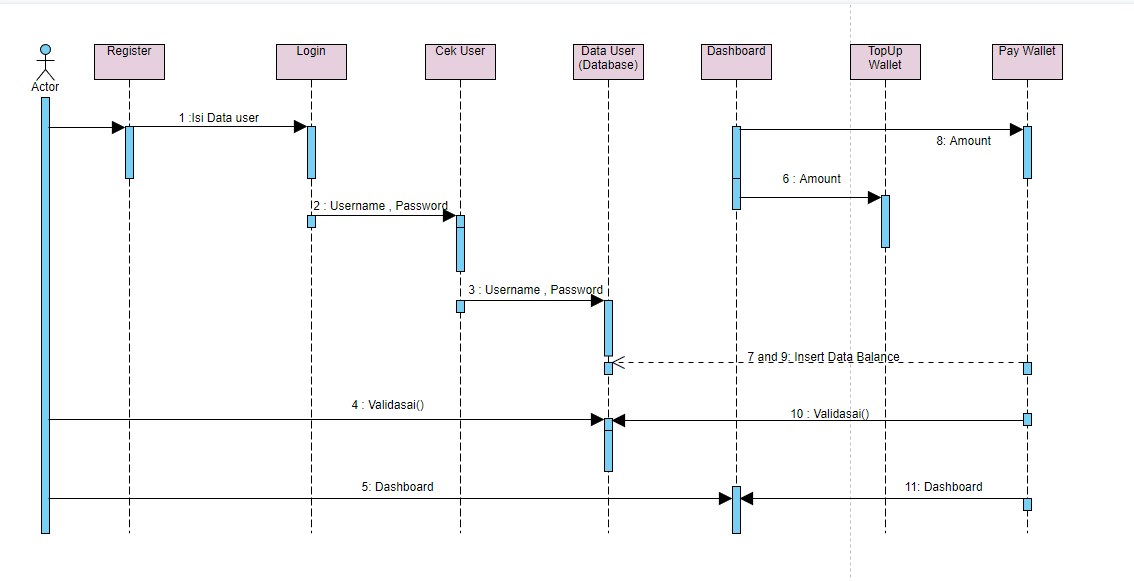 Register
Login
Cek User
Data User
(Database)
Dashboard
TopUp
Wallet
Pay Wallet
Actor
1 :Isi Data user
8: Amount
6 : Amount
2 : Username , Password
3 : Username , Password
7 and 9: Insert Data Balance
4 : Validasai()
10 : Validasai()
5: Dashboard
11: Dashboard